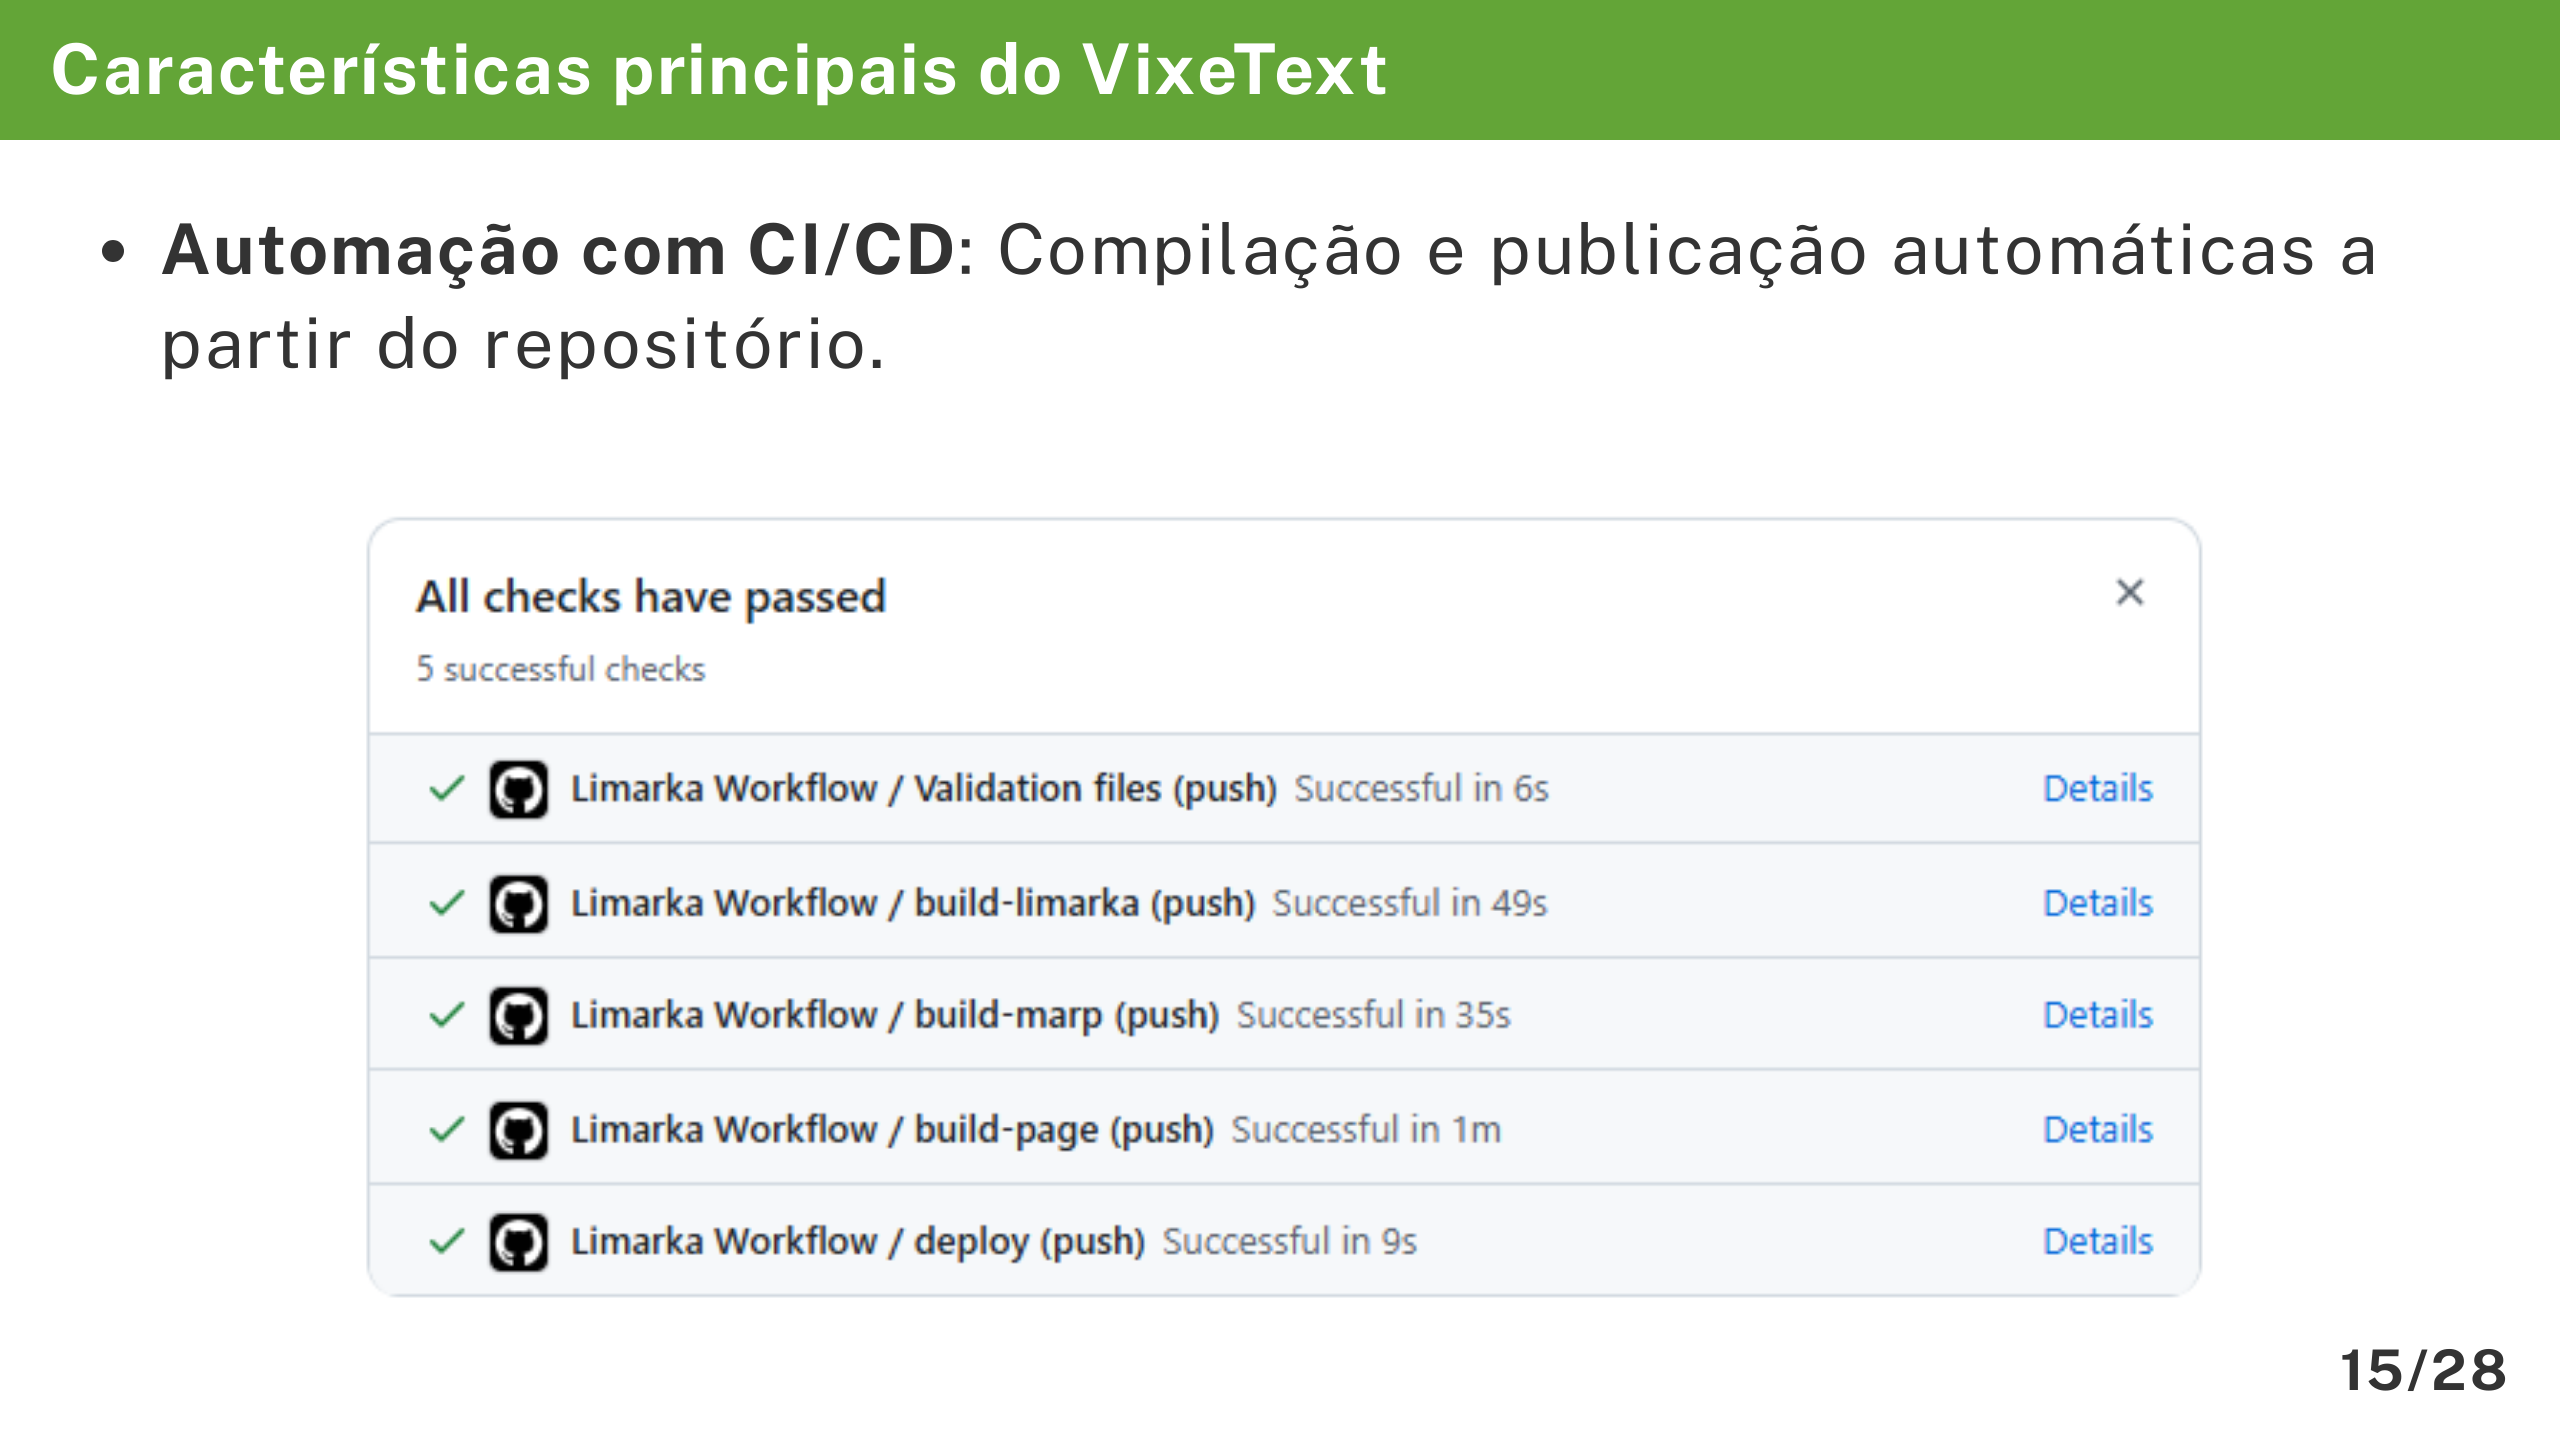 Características principais do VixeText
• Automação com CI/CD: Compilação e publicação automáticas a
partir do repositório.
All checks have passed
5 successful checks
Limarka Workflow / Validation files (push) Successful in 6s Details
Limarka Workflow / build-limarka (push) Successful in 49s Details
Limarka Workflow / build-marp (push) Successful in 35s Details
Limarka Workflow / build-page (push) Successful in 1m Details
Limarka Workflow / deploy (push) Successful in 9s Details
15/28